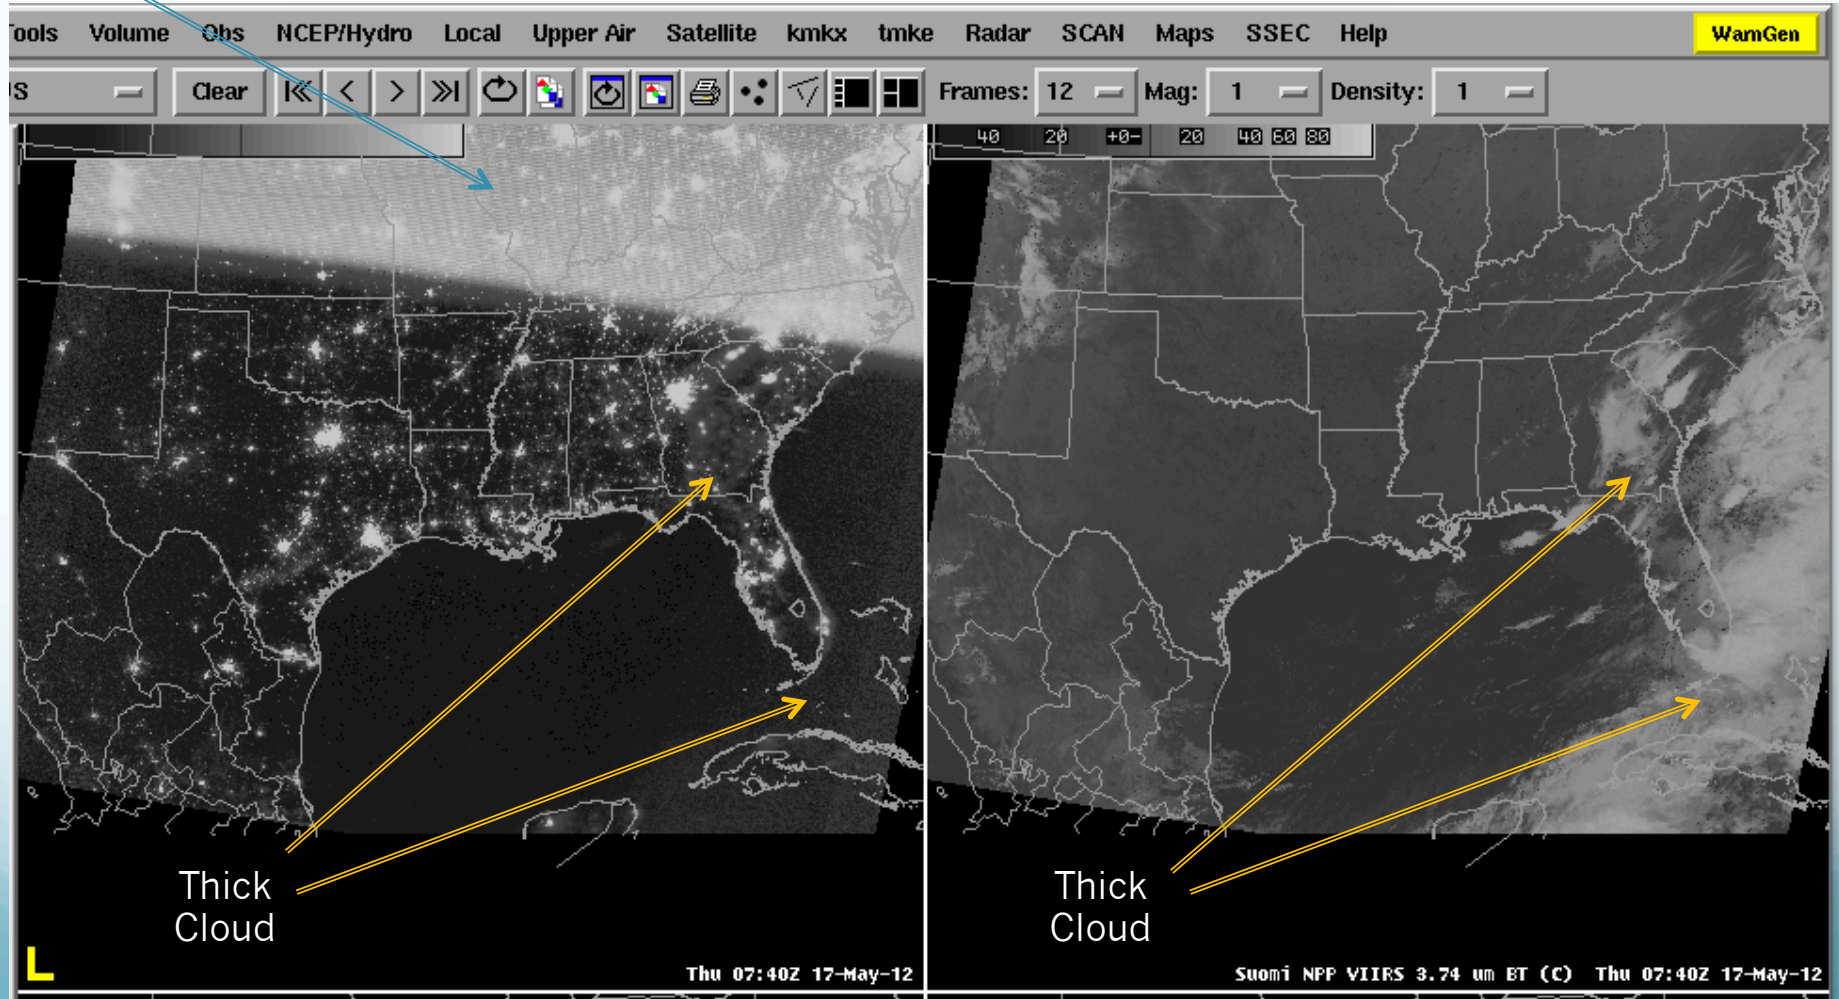 Tools Volume Obs NCEP/Hydro Local Upper Air Satellite kmkx tmke Radar SCAN Maps SSEC Help WarnGen
Clear Frames: 12 Mag: 1 Density: 1
40 20 +0- 20 40 60 80
Thick
Cloud
Thick
Cloud
L
Thu 07:40Z 17-May-12
Suomi NPP VIIRS 3.74 um BT (C) Thu 07:40Z 17-May-12